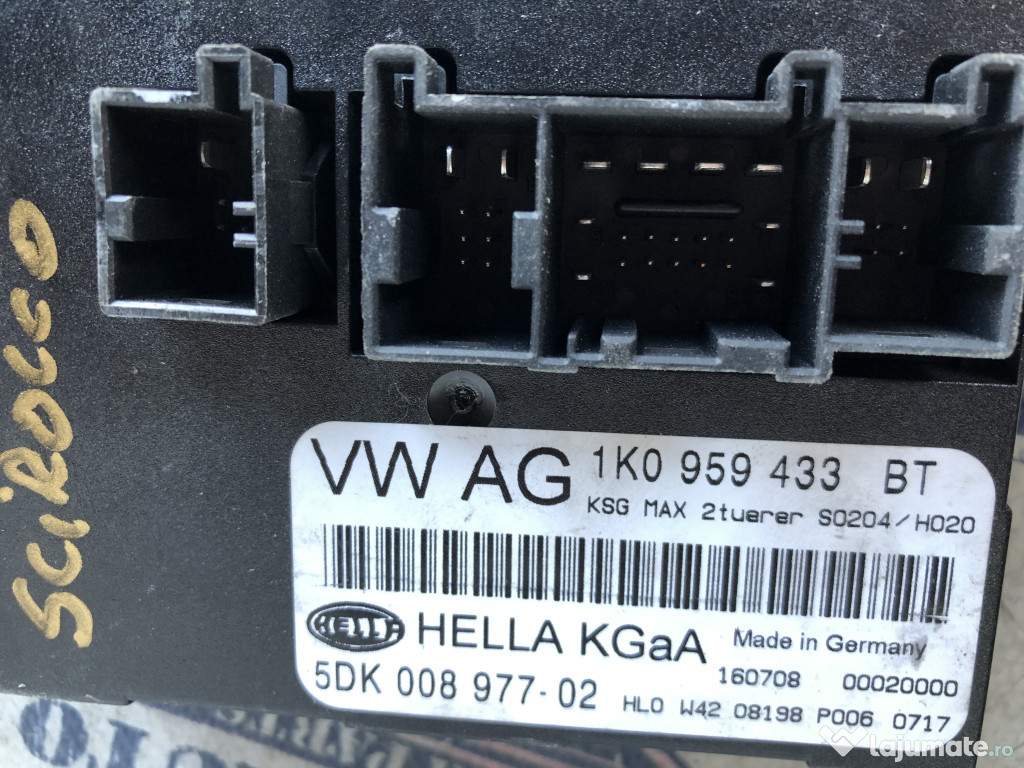 SCIROCCO
VW AG 1K0 959 433 BT
KSG MAX 2tuerer S0204/H020
HELLA HELLA KGaA Made in Germany
160708 00020000
5DK 008 977-02 HL0 W42 08198 P006 0717
lajumate.ro